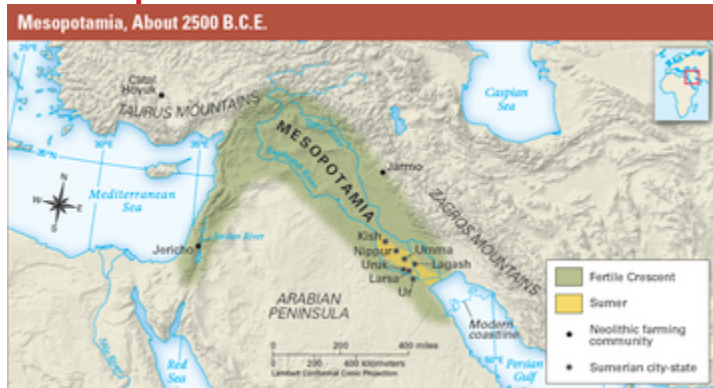 Mesopotamia, About 2500 B.C.E.
25°E
Catal
Hoyuk
TAURUS MOUNTAINS
Caspian
Sea
MESOPOTAMIA
35°N
30°E
35°E
Jarmo
N
W
E
S
Mediterranean
Sea
ZAGROS MOUNTAINS
Jericho
Jordan River
Kish
Nippur
Umma
Uruk
Lagash
Larsa
Ur
ARABIAN
PENINSULA
Modern
coastline
Red
Sea
Persian
Gulf
0 200 400 miles
0 200 400 kilometers
Lambert Conformal Conic Projection
Fertile Crescent
Sumer
Neolithic farming
community
Sumerian city-state